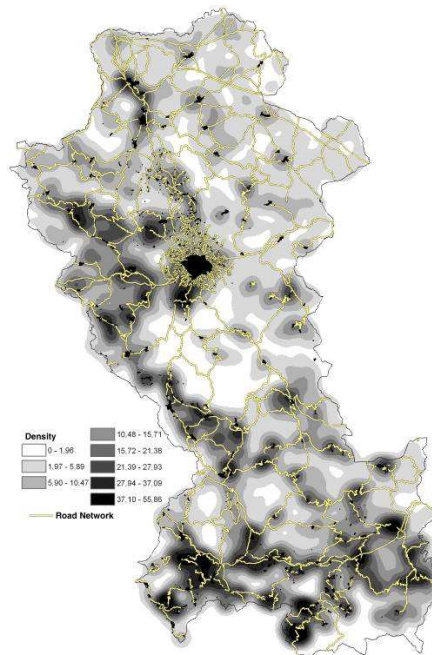 Density
0 - 1,96
1,97 - 5,89
5,90 - 10,47
10,48 - 15,71
15,72 - 21,38
21,39 - 27,93
27,94 - 37,09
37,10 - 55,86
Road Network